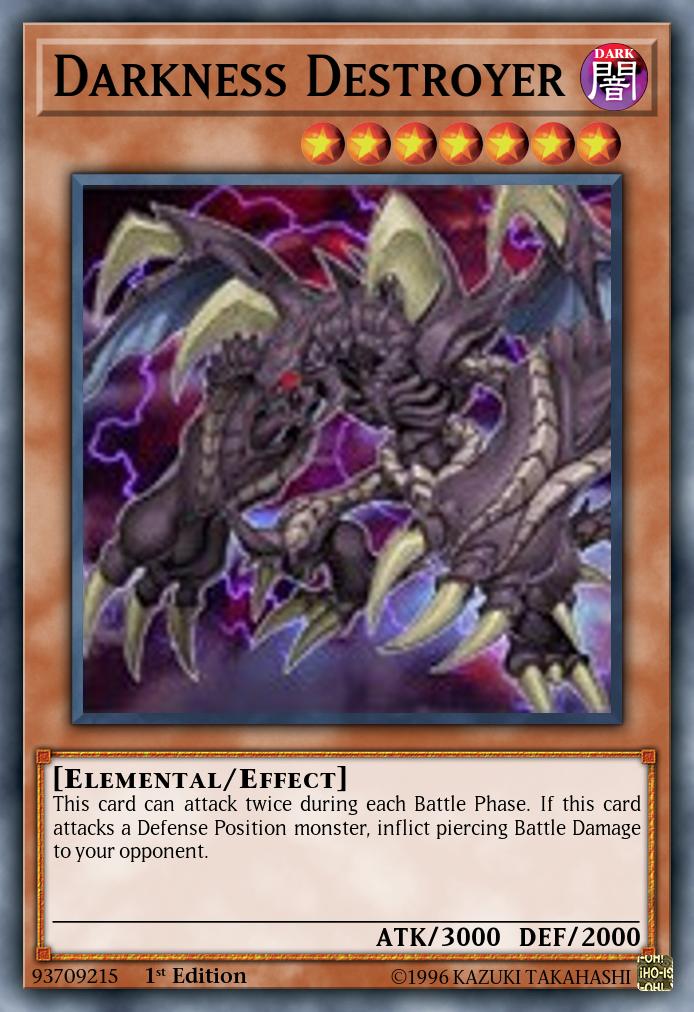 Darkness Destroyer
DARK
闇
[Elemental/Effect]
This card can attack twice during each Battle Phase. If this card
attacks a Defense Position monster, inflict piercing Battle Damage
to your opponent.
ATK/3000 DEF/2000
93709215 1st Edition ©1996 KAZUKI TAKAHASHI